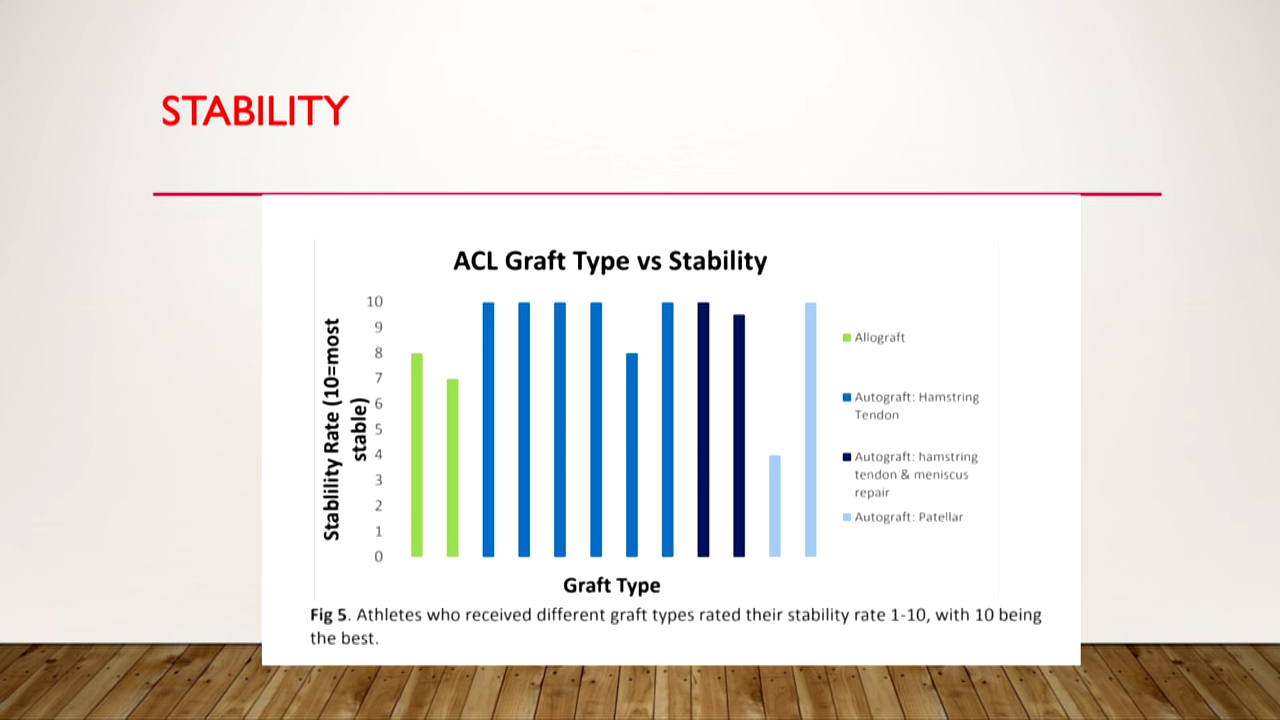 STABILITY
ACL Graft Type vs Stability
Stablility Rate (10=most
stable)
10
9
8
7
6
5
4
3
2
1
0
Allograft
Autograft: Hamstring
Tendon
Autograft: hamstring
tendon & meniscus
repair
Autograft: Patellar
Graft Type
Fig 5. Athletes who received different graft types rated their stability rate 1-10, with 10 being
the best.